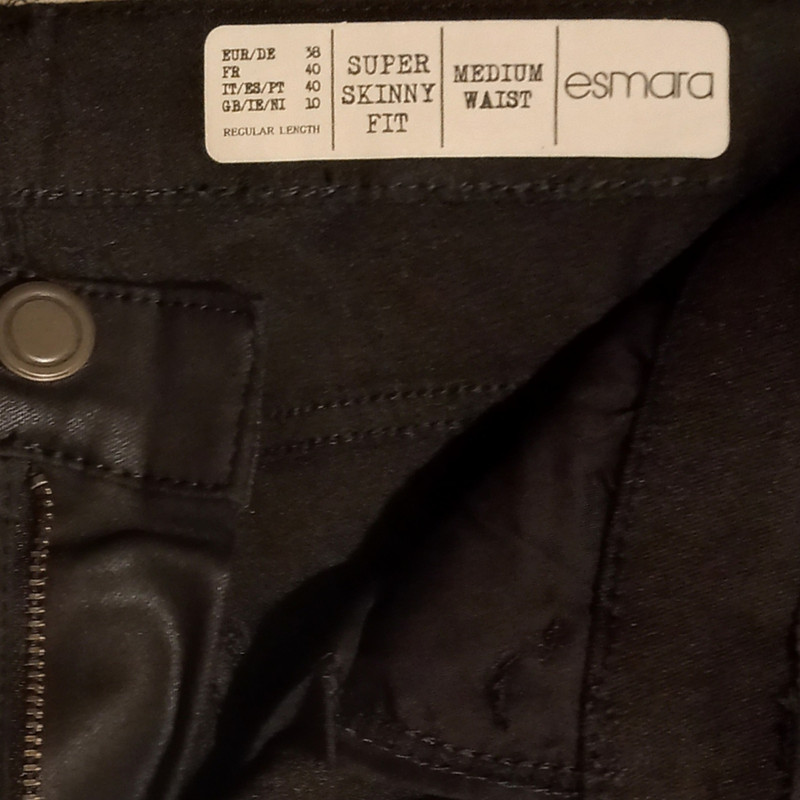 EUR/DE 38
FR 40
IT/ES/PT 40
GB/IE/NI 10
REGULAR LENGTH
SUPER
SKINNY
FIT
MEDIUM
WAIST
esmara